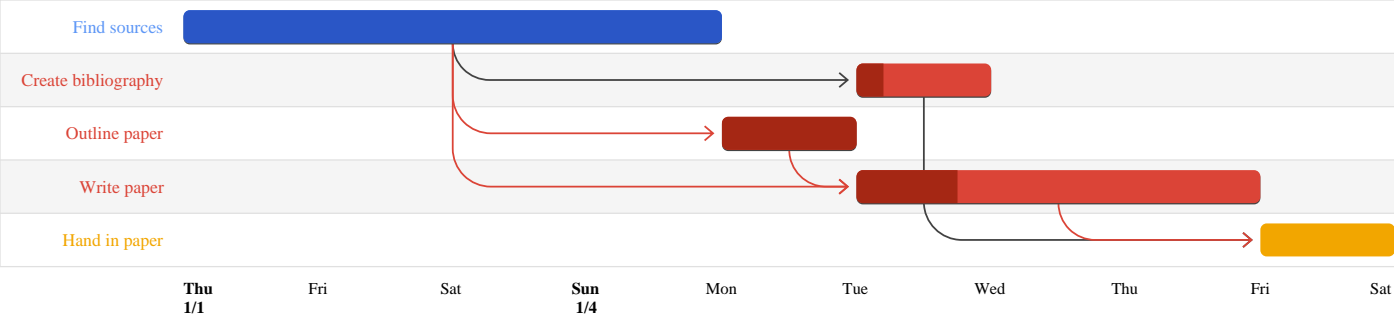 Find sources
Create bibliography
Outline paper
Write paper
Hand in paper
Thu Fri Sat Sun Mon Tue Wed Thu Fri Sat
1/1 1/4